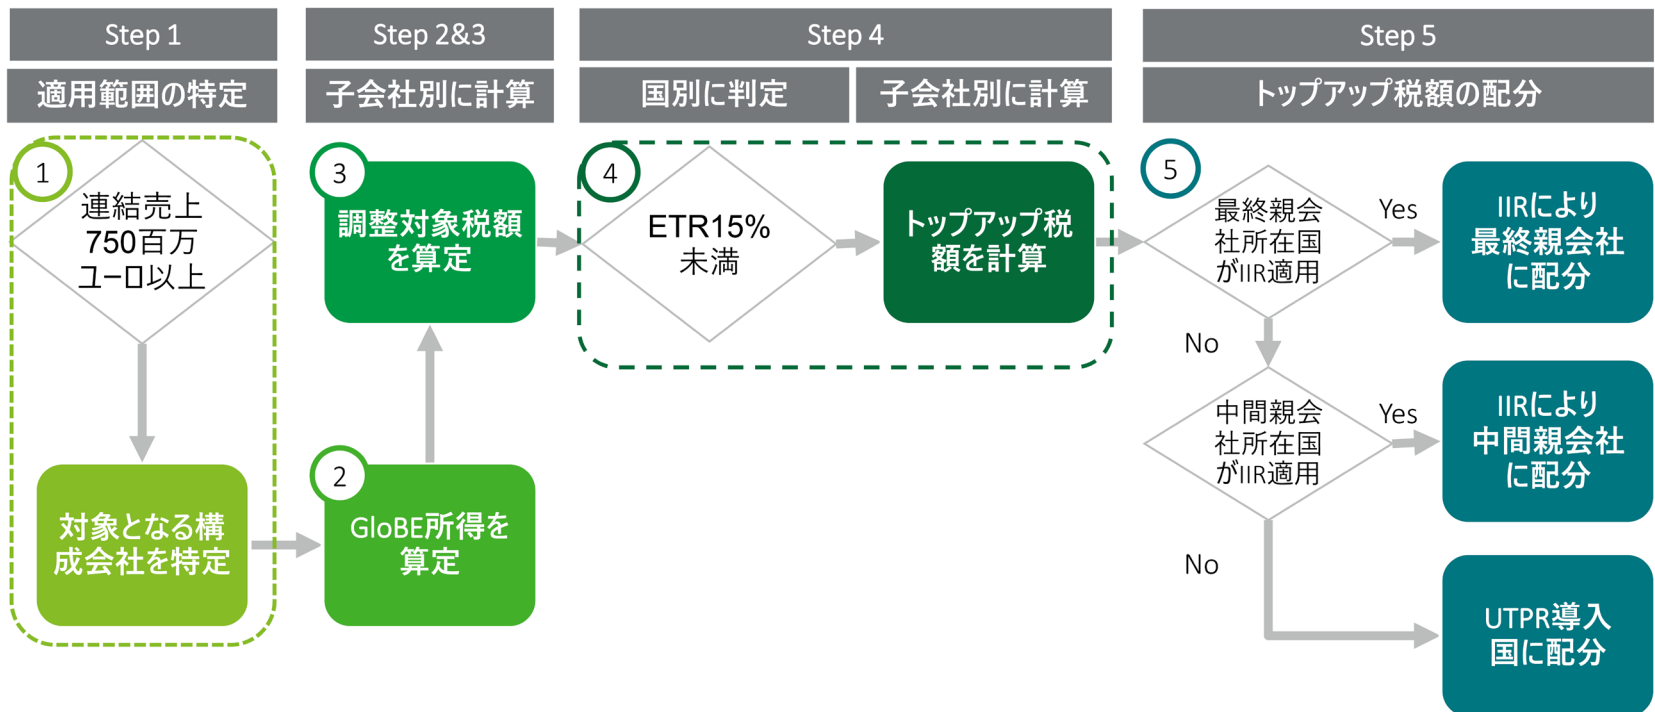 Step 1
Step 2&3
Step 4
Step 5
適用範囲の特定
子会社別に計算
国別に判定
子会社別に計算
トップアップ税額の配分
1
連結売上
750百万
ユーロ以上
対象となる構
成会社を特定
2
GloBE所得を
算定
3
調整対象税額
を算定
4
ETR15%
未満
トップアップ税
額を計算
5
最終親会
社所在国
がIIR適用
Yes
IIRにより
最終親会社
に配分
No
中間親会
社所在国
がIIR適用
Yes
IIRにより
中間親会社
に配分
No
UTPR導入
国に配分